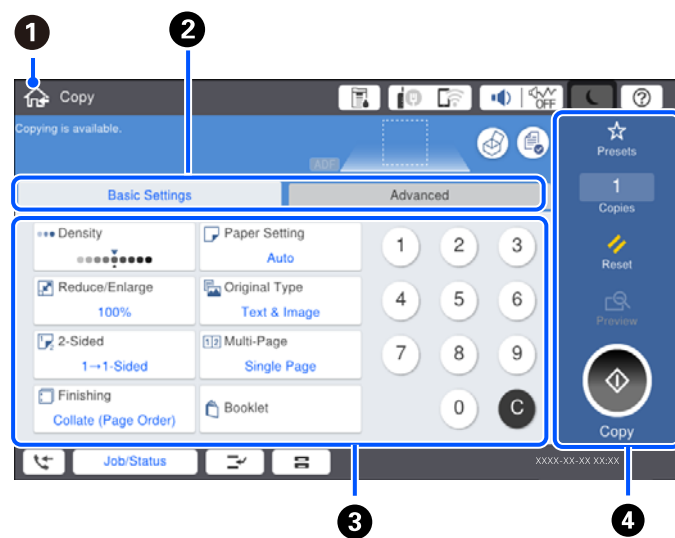 1
2
Copy
OFF
?
Copying is available.
ADF
Presets
1
Copies
Basic Settings
Advanced
Density
Paper Setting
Auto
1
2
3
Reset
Reduce/Enlarge
100%
Original Type
Text & Image
4
5
6
Preview
2-Sided
1→1-Sided
1 2 Multi-Page
Single Page
7
8
9
Finishing
Collate (Page Order)
Booklet
0
C
Copy
Job/Status
XXXX-XX-XX XX:XX
3
4